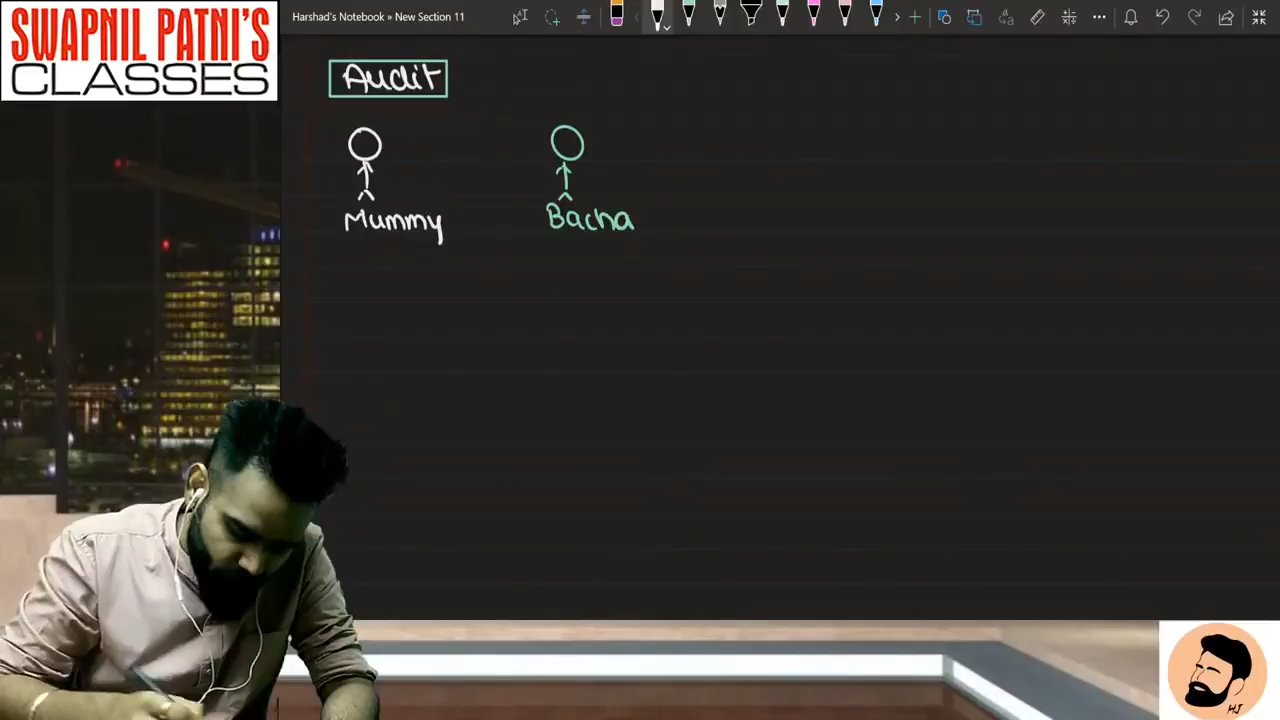 SWAPNIL PATNI'S
CLASSES
Harshad's Notebook » New Section 11
Audit
Mummy
Bacha
HJ